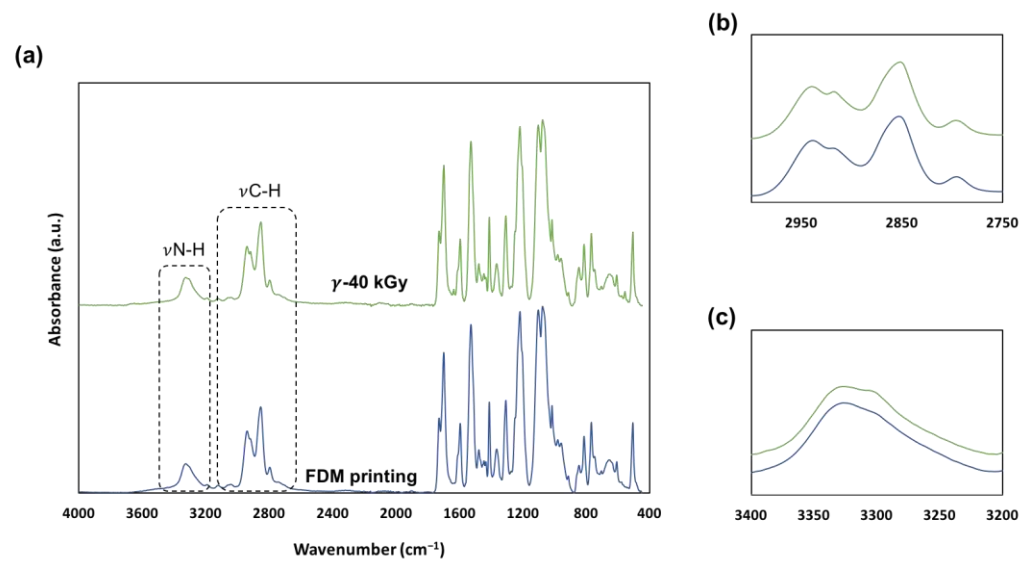 (a)
νC-H
νN-H
γ-40 kGy
FDM printing
Absorbance (a.u.)
4000 3600 3200 2800 2400 2000 1600 1200 800 400
Wavenumber (cm⁻¹)
(b)
2950 2850 2750
(c)
3400 3350 3300 3250 3200